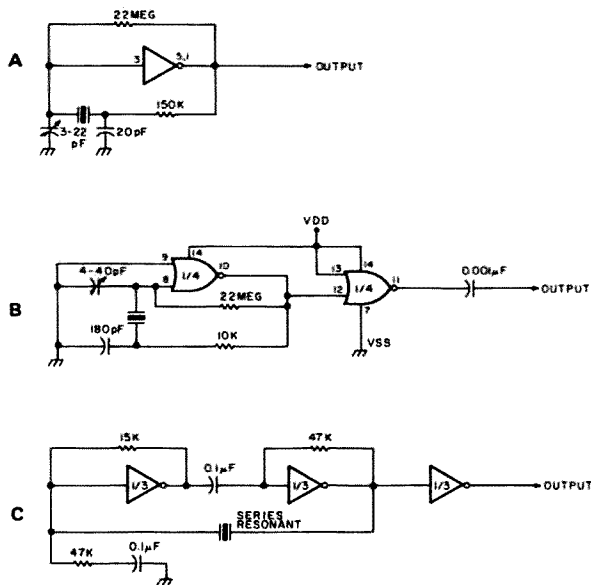 A
22MEG
3
5,1
OUTPUT
150K
3-22
pF
20pF
B
VDD
4-40pF
9
14
10
8
1/4
13
14
11
12
1/4
0.001µF
OUTPUT
22MEG
7
180pF
10K
VSS
C
15K
47K
1/3
0.1µF
1/3
1/3
OUTPUT
SERIES
RESONANT
47K
0.1µF